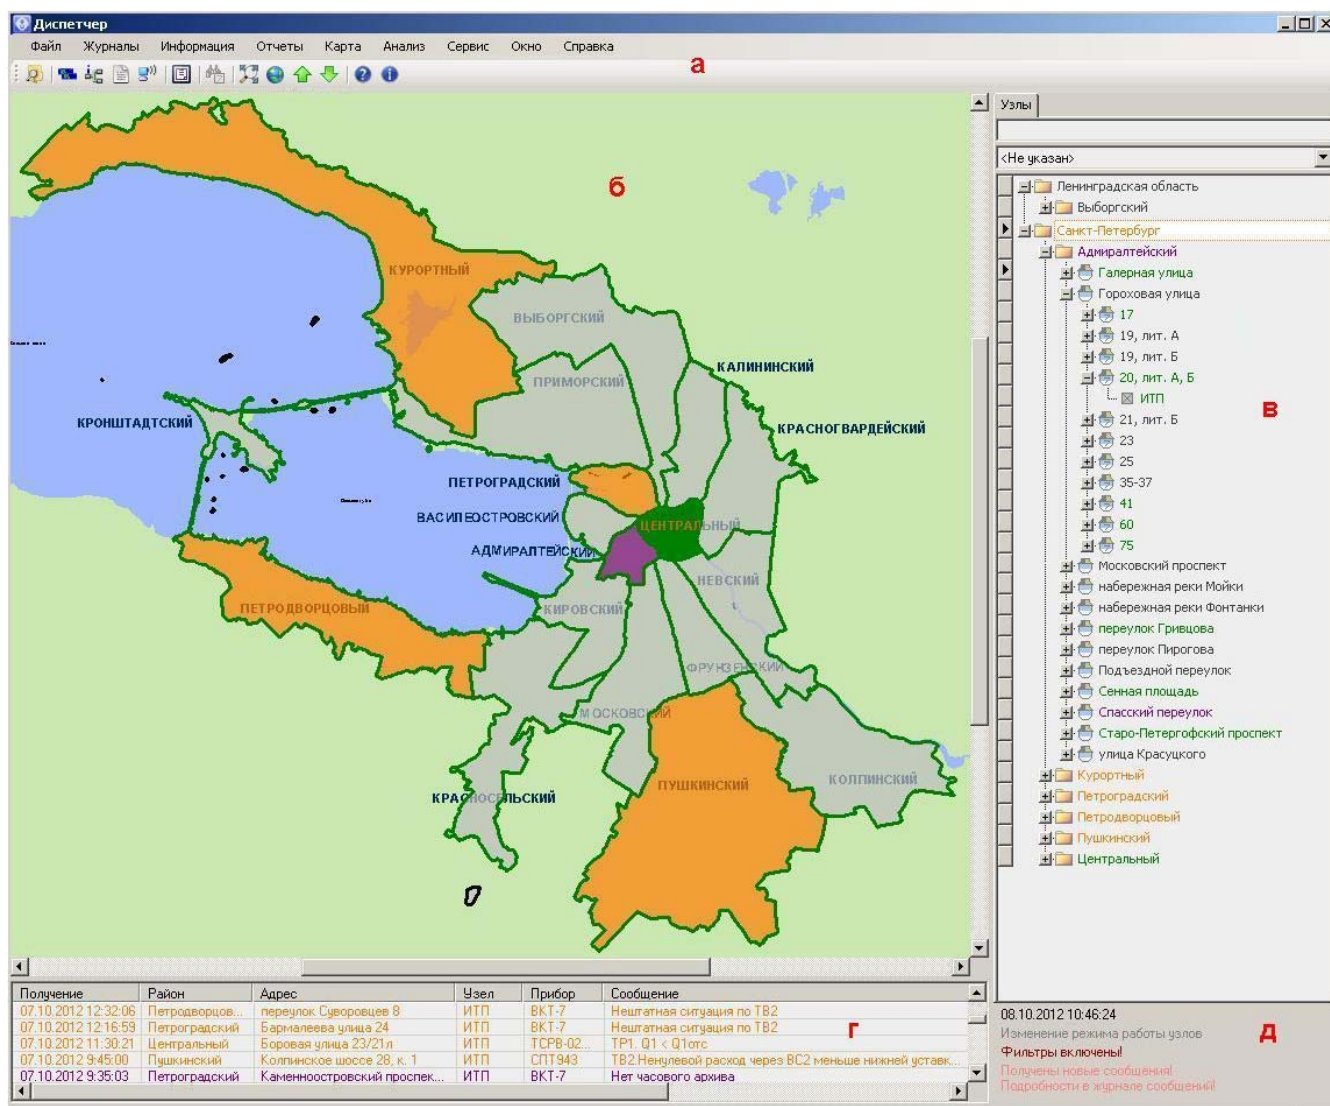 Диспетчер
Файл Журналы Информация Отчеты Карта Анализ Сервис Окно Справка
а
Узлы
<Не указан>
б
в
КУРОРТНЫЙ
ВЫБОРГСКИЙ
КАЛИНИНСКИЙ
ПРИМОРСКИЙ
КРОНШТАДТСКИЙ
КРАСНОГВАРДЕЙСКИЙ
ПЕТРОГРАДСКИЙ
ВАСИЛЕОСТРОВСКИЙ
ЦЕНТРАЛЬНЫЙ
АДМИРАЛТЕЙСКИЙ
НЕВСКИЙ
ПЕТРОДВОРЦОВЫЙ
КИРОВСКИЙ
ФРУНЗЕНСКИЙ
МОСКОВСКИЙ
ПУШКИНСКИЙ
КОЛПИНСКИЙ
КРАСНОСЕЛЬСКИЙ
Ленинградская область
Выборгский
Санкт-Петербург
Адмиралтейский
Галерная улица
Гороховая улица
17
19, лит. А
19, лит. Б
20, лит. А, Б
ИТП
21, лит. Б
23
25
35-37
41
60
75
Московский проспект
набережная реки Мойки
набережная реки Фонтанки
переулок Гривцова
переулок Пирогова
Подъездной переулок
Сенная площадь
Спасский переулок
Старо-Петергофский проспект
улица Красуцкого
Курортный
Петроградский
Петродворцовый
Пушкинский
Центральный
Получение Район Адрес Узел Прибор Сообщение
07.10.2012 12:32:06 Петродворцов... переулок Суворовцев 8 ИТП ВКТ-7 Нештатная ситуация по ТВ2
07.10.2012 12:16:59 Петроградский Бармалеева улица 24 ИТП ВКТ-7 Нештатная ситуация по ТВ2
07.10.2012 11:30:21 Центральный Боровая улица 23/21л ИТП ТСРВ-02... ТР1. Q1 < Q1отс
07.10.2012 9:45:00 Пушкинский Колпинское шоссе 28, к. 1 ИТП СПТ943 ТВ2.Ненулевой расход через ВС2 меньше нижней уставк...
07.10.2012 9:35:03 Петроградский Каменноостровский проспек... ИТП ВКТ-7 Нет часового архива
г
08.10.2012 10:46:24
Изменение режима работы узлов
Фильтры включены!
Получены новые сообщения!
Подробности в журнале сообщений!
д